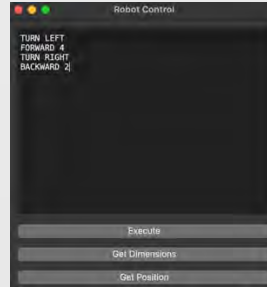 Robot Control
TURN LEFT
FORWARD 4
TURN RIGHT
BACKWARD 2
Execute
Get Dimensions
Get Position